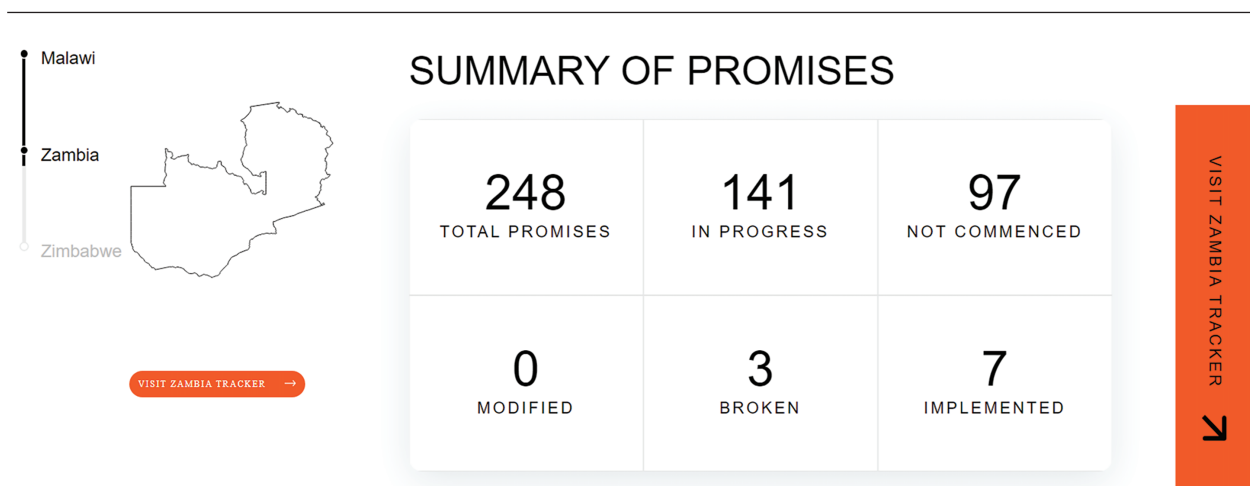 Malawi
Zambia
Zimbabwe
VISIT ZAMBIA TRACKER
SUMMARY OF PROMISES
248
TOTAL PROMISES
141
IN PROGRESS
97
NOT COMMENCED
0
MODIFIED
3
BROKEN
7
IMPLEMENTED
VISIT ZAMBIA TRACKER